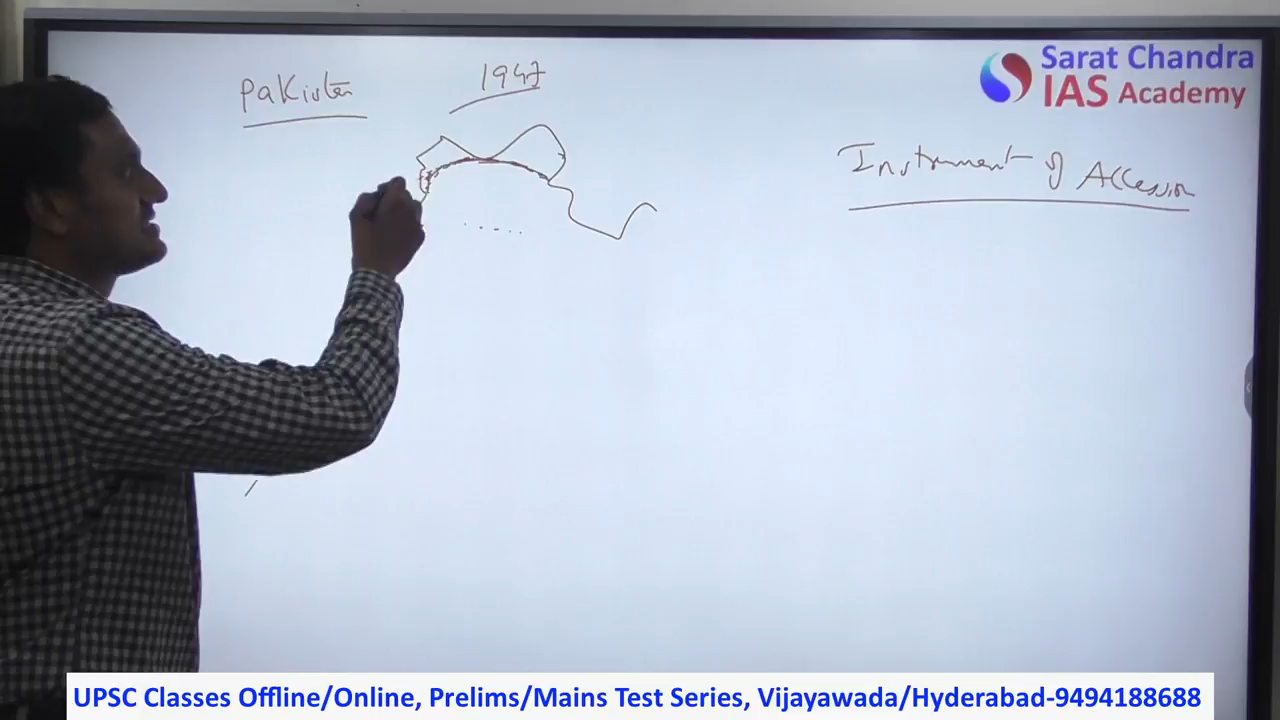 Pakistan
1947
Sarat Chandra
IAS Academy
Instrument of Accession
UPSC Classes Offline/Online, Prelims/Mains Test Series, Vijayawada/Hyderabad-9494188688